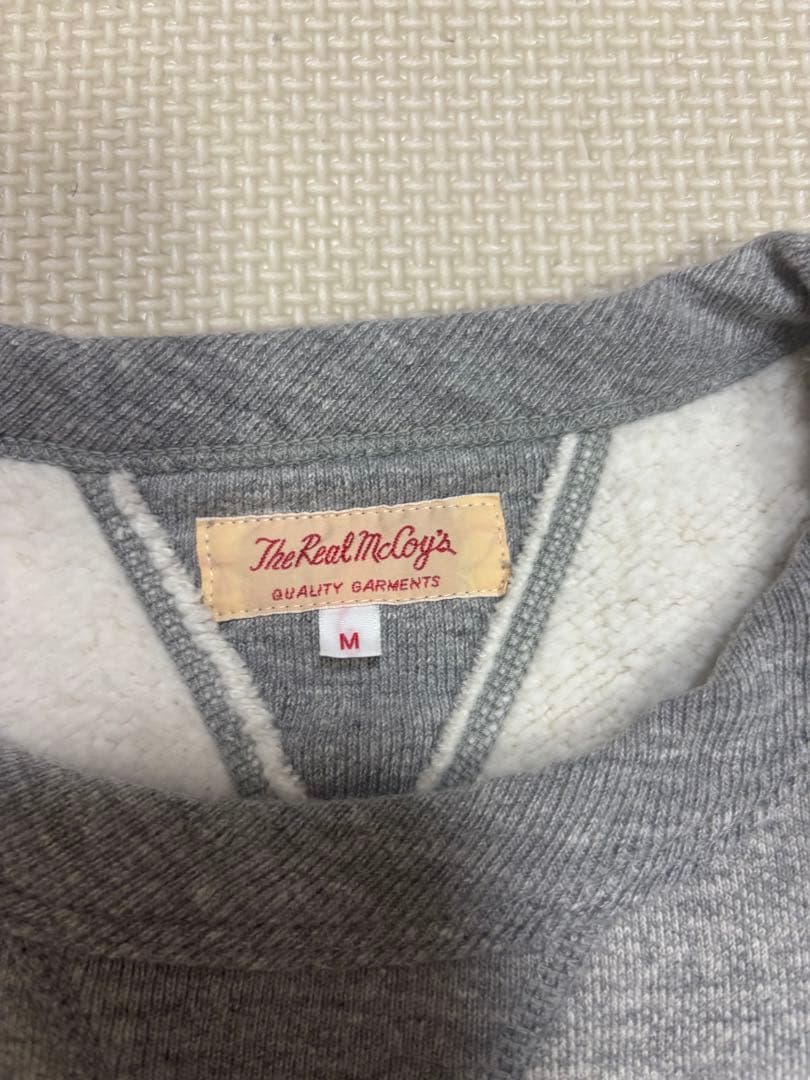 The Real McCoy's
QUALITY GARMENTS
M